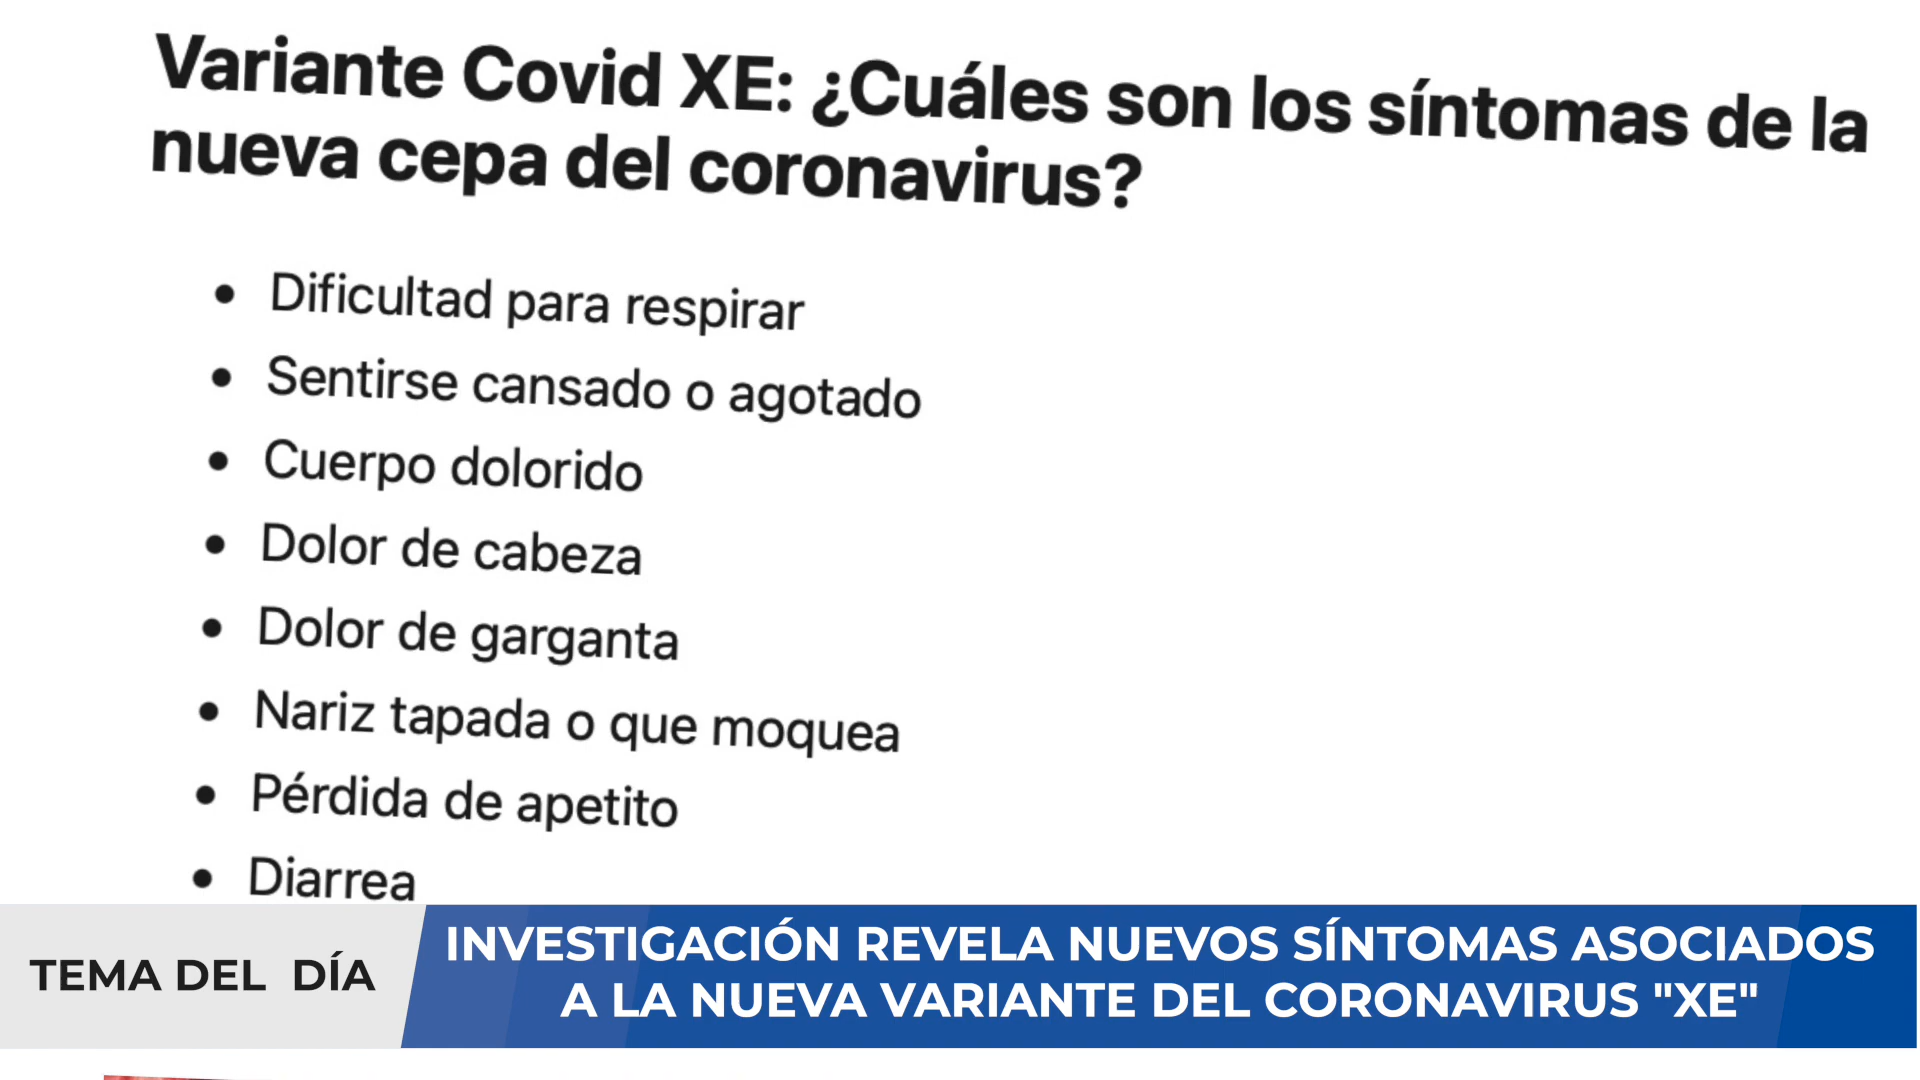 Variante Covid XE: ¿Cuáles son los síntomas de la
nueva cepa del coronavirus?
• Dificultad para respirar
• Sentirse cansado o agotado
• Cuerpo dolorido
• Dolor de cabeza
• Dolor de garganta
• Nariz tapada o que moquea
• Pérdida de apetito
• Diarrea
TEMA DEL DÍA
INVESTIGACIÓN REVELA NUEVOS SÍNTOMAS ASOCIADOS
A LA NUEVA VARIANTE DEL CORONAVIRUS "XE"